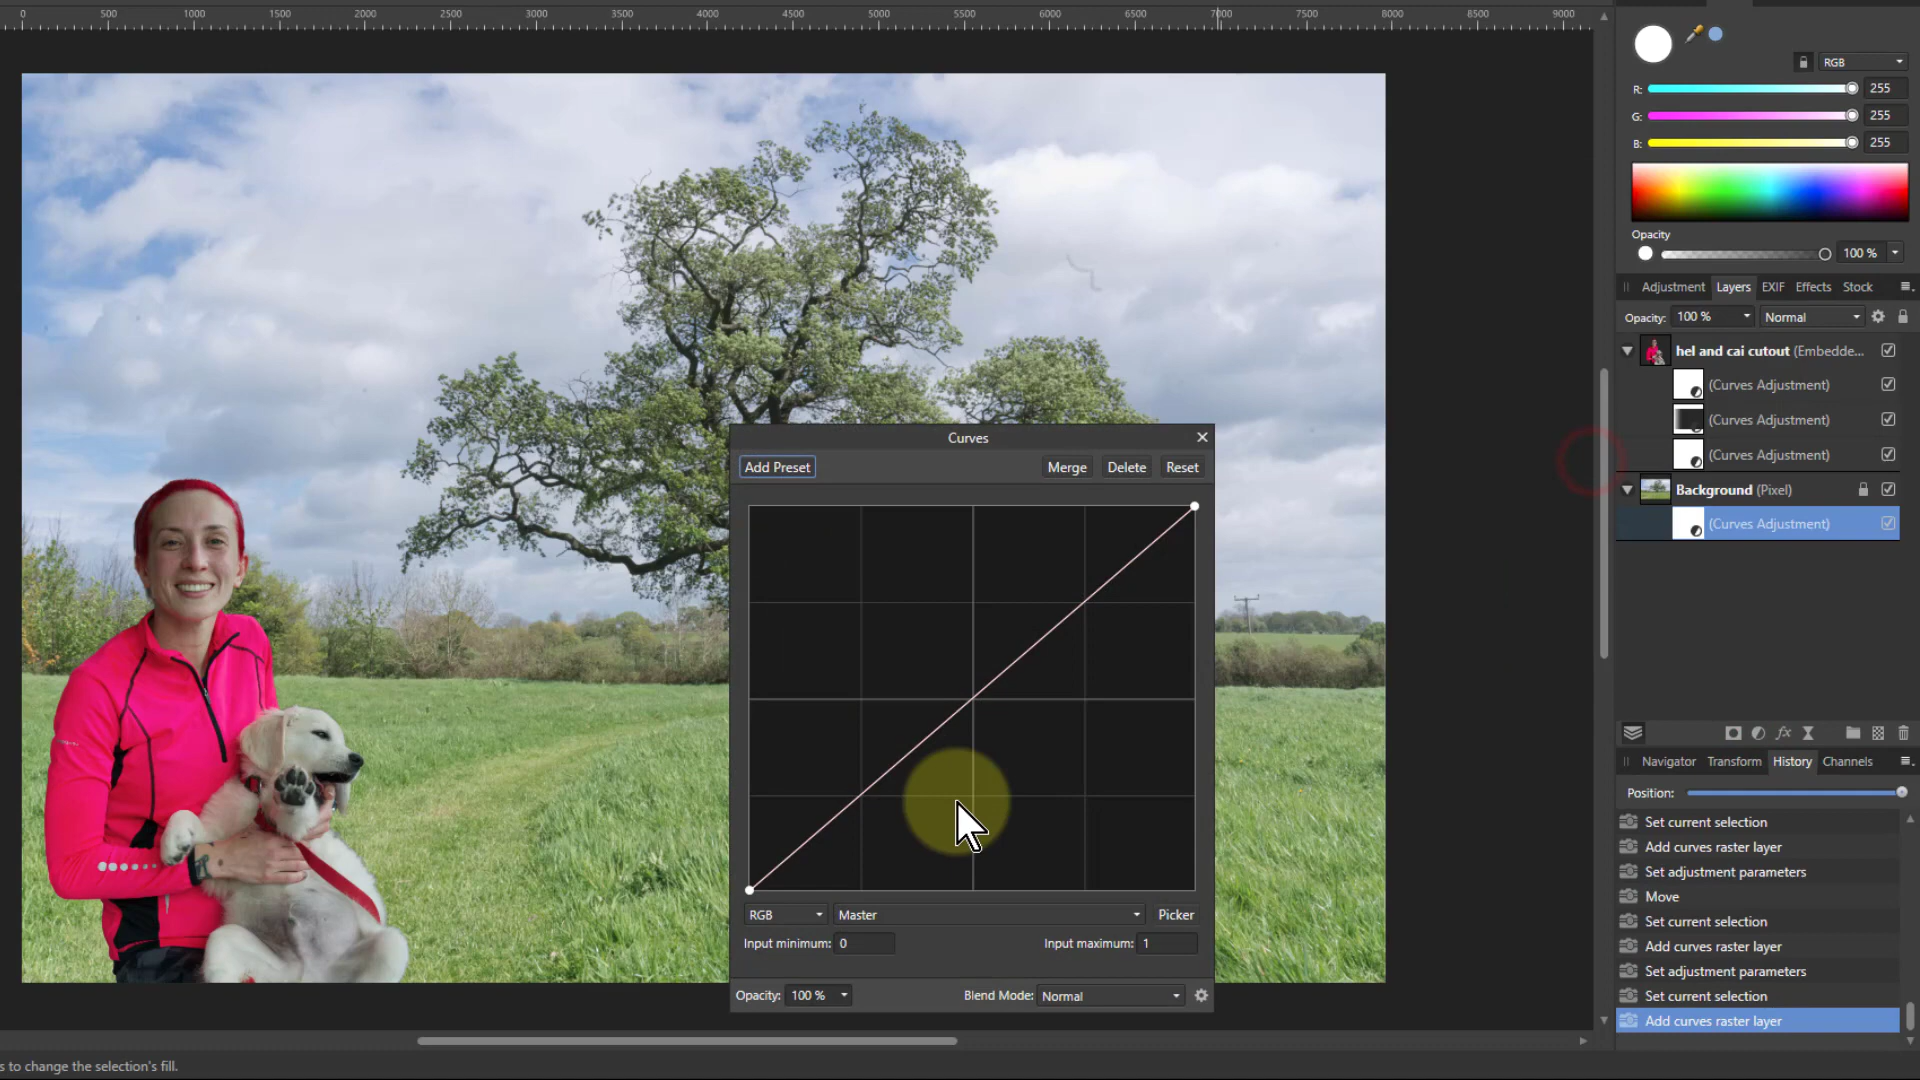 0 500 1000 1500 2000 2500 3000 3500 4000 4500 5000 5500 6000 6500 7000 7500 8000 8500 9000
RGB
R: 255
G: 255
B: 255
Opacity
100 %
Adjustment Layers EXIF Effects Stock
Opacity: 100 % Normal
hel and cai cutout (Embedde...
(Curves Adjustment)
(Curves Adjustment)
(Curves Adjustment)
Background (Pixel)
(Curves Adjustment)
Curves
Add Preset Merge Delete Reset
RGB Master Picker
Input minimum: 0 Input maximum: 1
Opacity: 100 % Blend Mode: Normal
fx
Navigator Transform History Channels
Position:
Set current selection
Add curves raster layer
Set adjustment parameters
Move
Set current selection
Add curves raster layer
Set adjustment parameters
Set current selection
Add curves raster layer
s to change the selection's fill.